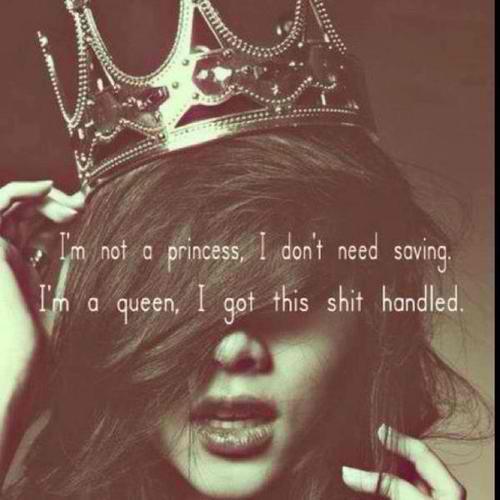 I'm not a princess, I don't need saving.
I'm a queen, I got this shit handled.